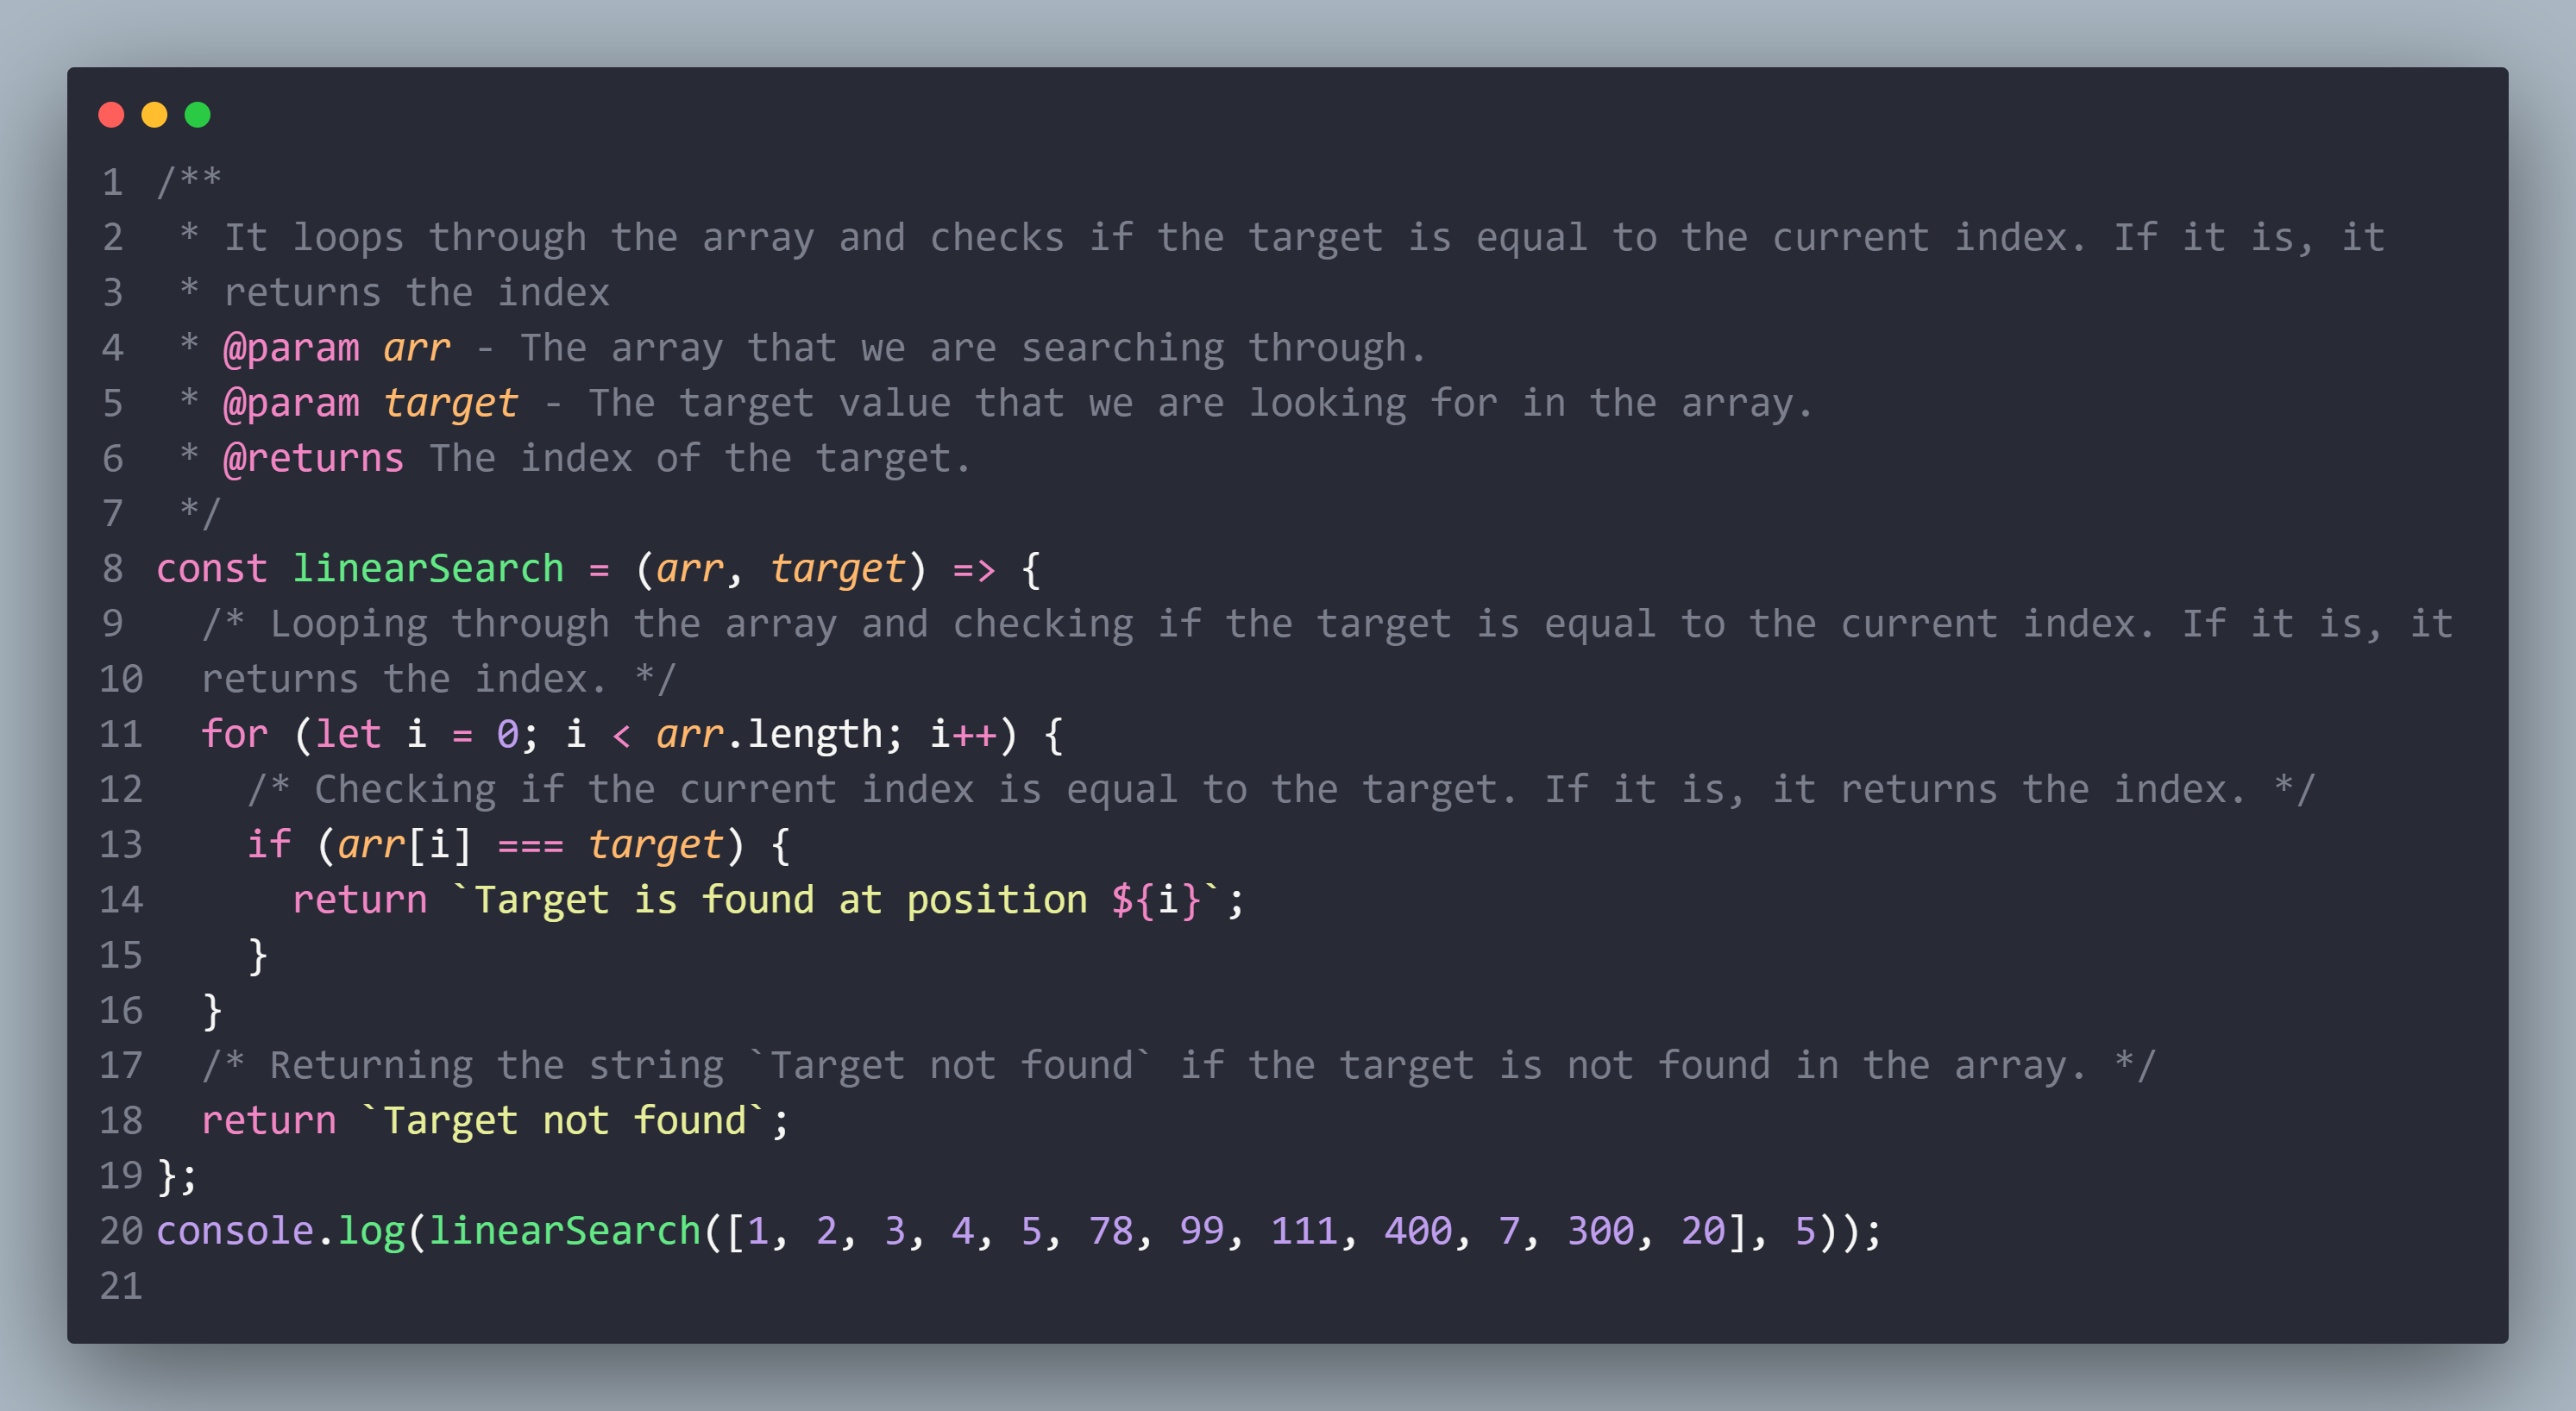 1 /**
2  * It loops through the array and checks if the target is equal to the current index. If it is, it
3  * returns the index
4  * @param arr - The array that we are searching through.
5  * @param target - The target value that we are looking for in the array.
6  * @returns The index of the target.
7  */
8 const linearSearch = (arr, target) => {
9   /* Looping through the array and checking if the target is equal to the current index. If it is, it
10   returns the index. */
11   for (let i = 0; i < arr.length; i++) {
12     /* Checking if the current index is equal to the target. If it is, it returns the index. */
13     if (arr[i] === target) {
14       return `Target is found at position ${i}`;
15     }
16   }
17   /* Returning the string `Target not found` if the target is not found in the array. */
18   return `Target not found`;
19 };
20 console.log(linearSearch([1, 2, 3, 4, 5, 78, 99, 111, 400, 7, 300, 20], 5));
21